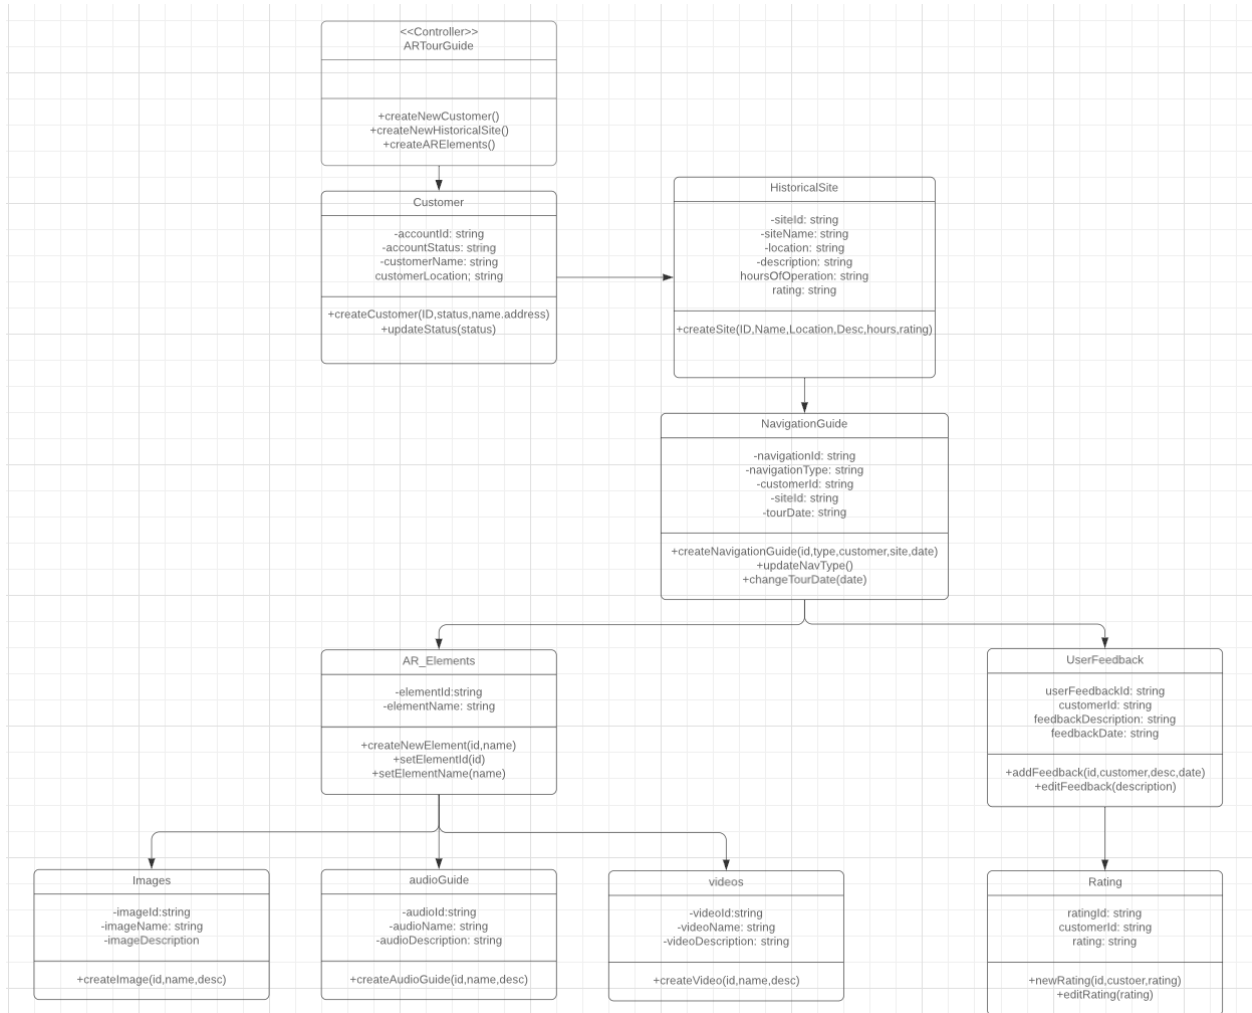 <<Controller>>
ARTourGuide
+createNewCustomer()
+createNewHistoricalSite()
+createARElements()
Customer
-accountId: string
-accountStatus: string
-customerName: string
customerLocation; string
+createCustomer(ID,status,name.address)
+updateStatus(status)
HistoricalSite
-siteId: string
-siteName: string
-location: string
-description: string
hoursOfOperation: string
rating: string
+createSite(ID,Name,Location,Desc,hours,rating)
NavigationGuide
-navigationId: string
-navigationType: string
-customerId: string
-siteId: string
-tourDate: string
+createNavigationGuide(id,type,customer,site,date)
+updateNavType()
+changeTourDate(date)
AR_Elements
-elementId:string
-elementName: string
+createNewElement(id,name)
+setElementId(id)
+setElementName(name)
UserFeedback
userFeedbackId: string
customerId: string
feedbackDescription: string
feedbackDate: string
+addFeedback(id,customer,desc,date)
+editFeedback(description)
Images
-imageId:string
-imageName: string
-imageDescription
+createImage(id,name,desc)
audioGuide
-audioId:string
-audioName: string
-audioDescription: string
+createAudioGuide(id,name,desc)
videos
-videoId:string
-videoName: string
-videoDescription: string
+createVideo(id,name,desc)
Rating
ratingId: string
customerId: string
rating: string
+newRating(id,custoer,rating)
+editRating(rating)